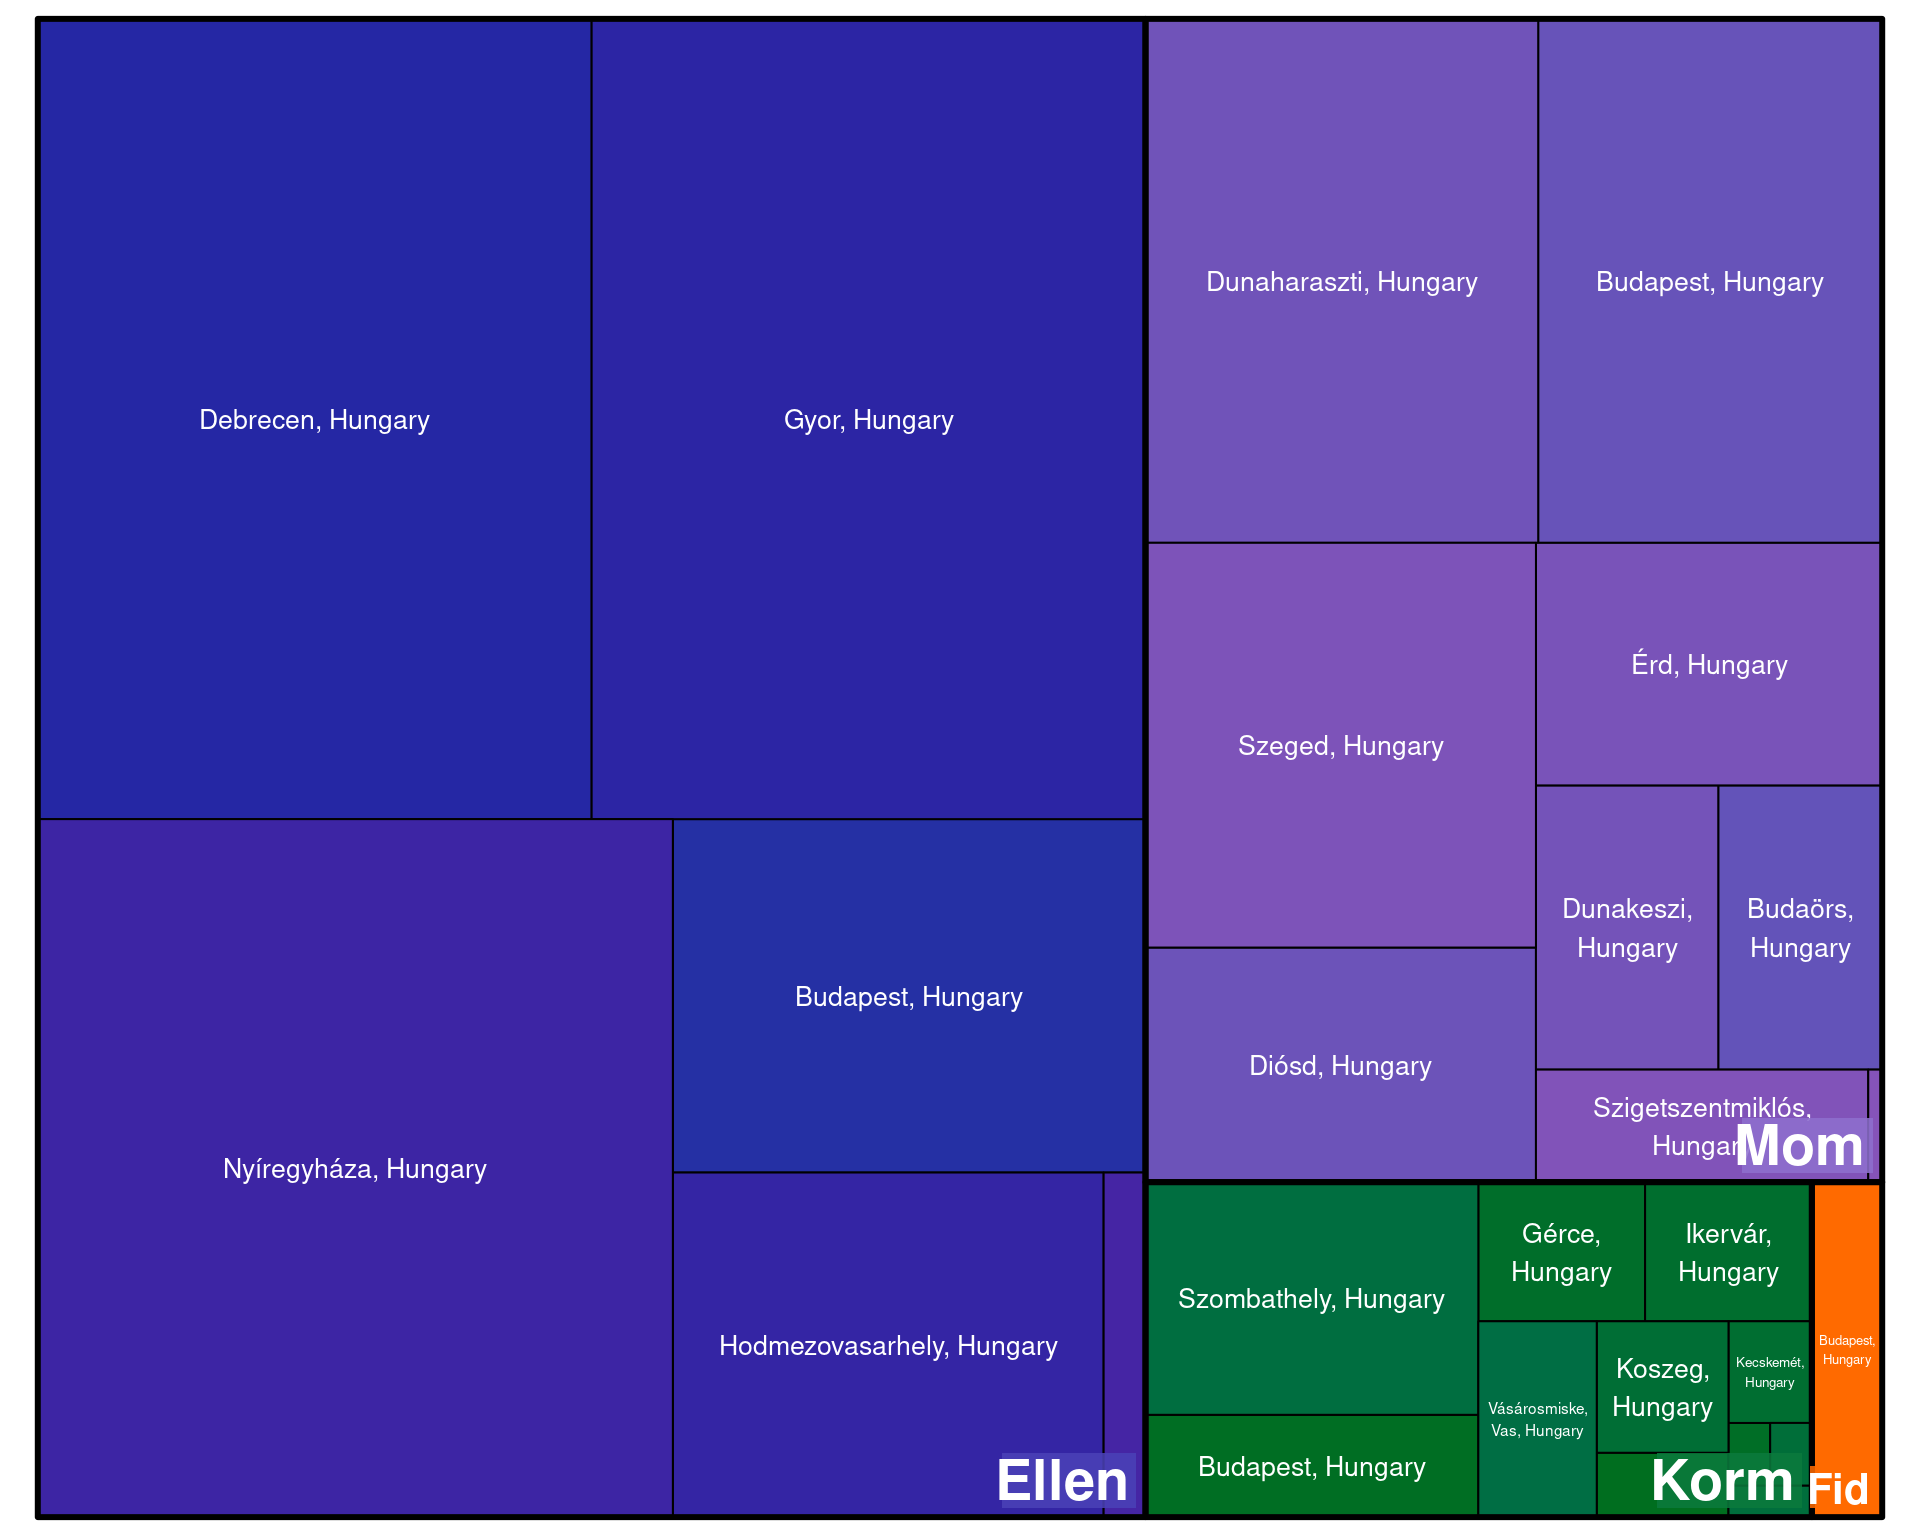 Debrecen, Hungary
Gyor, Hungary
Nyíregyháza, Hungary
Budapest, Hungary
Hodmezovasarhely, Hungary
Ellen
Dunaharaszti, Hungary
Budapest, Hungary
Szeged, Hungary
Érd, Hungary
Dunakeszi,
Hungary
Budaörs,
Hungary
Diósd, Hungary
Szigetszentmiklós,
Mom
Szombathely, Hungary
Gérce,
Hungary
Ikervár,
Hungary
Vásárosmiske,
Vas, Hungary
Koszeg,
Hungary
Kecskemét,
Hungary
Budapest, Hungary
Korm
Budapest,
Hungary
Fid